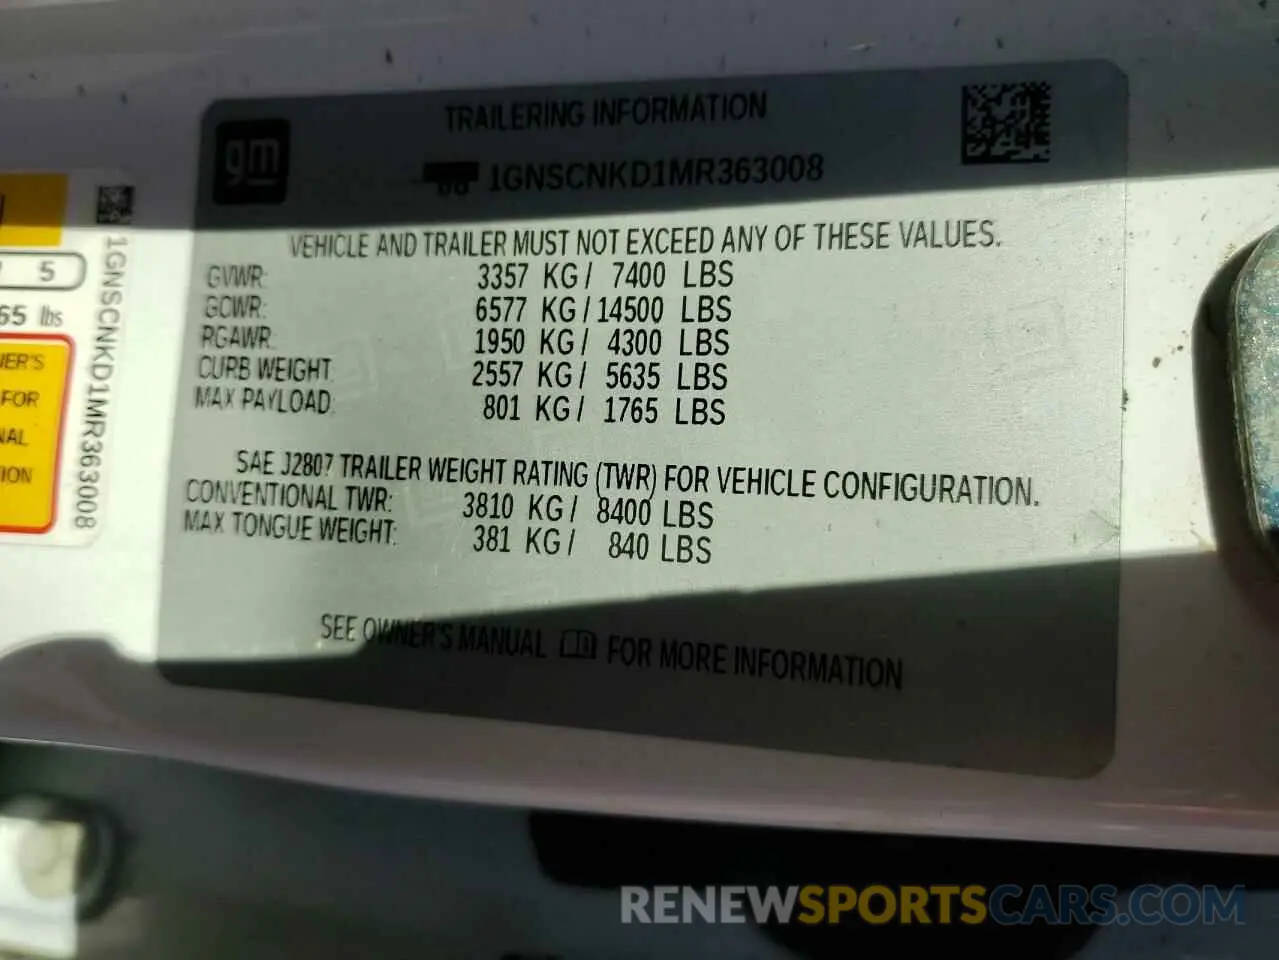 TRAILERING INFORMATION
gm
1GNSCNKD1MR363008
VEHICLE AND TRAILER MUST NOT EXCEED ANY OF THESE VALUES.
GVWR: 3357 KG/ 7400 LBS
GCWR: 6577 KG/14500 LBS
RGAWR: 1950 KG/ 4300 LBS
CURB WEIGHT: 2557 KG/ 5635 LBS
MAX PAYLOAD: 801 KG/ 1765 LBS
SAE J2807 TRAILER WEIGHT RATING (TWR) FOR VEHICLE CONFIGURATION.
CONVENTIONAL TWR: 3810 KG/ 8400 LBS
MAX TONGUE WEIGHT: 381 KG/ 840 LBS
SEE OWNER'S MANUAL FOR MORE INFORMATION
5
65 lbs
FOR
1GNSCNKD1MR363008
RENEWSPORTSCARS.COM